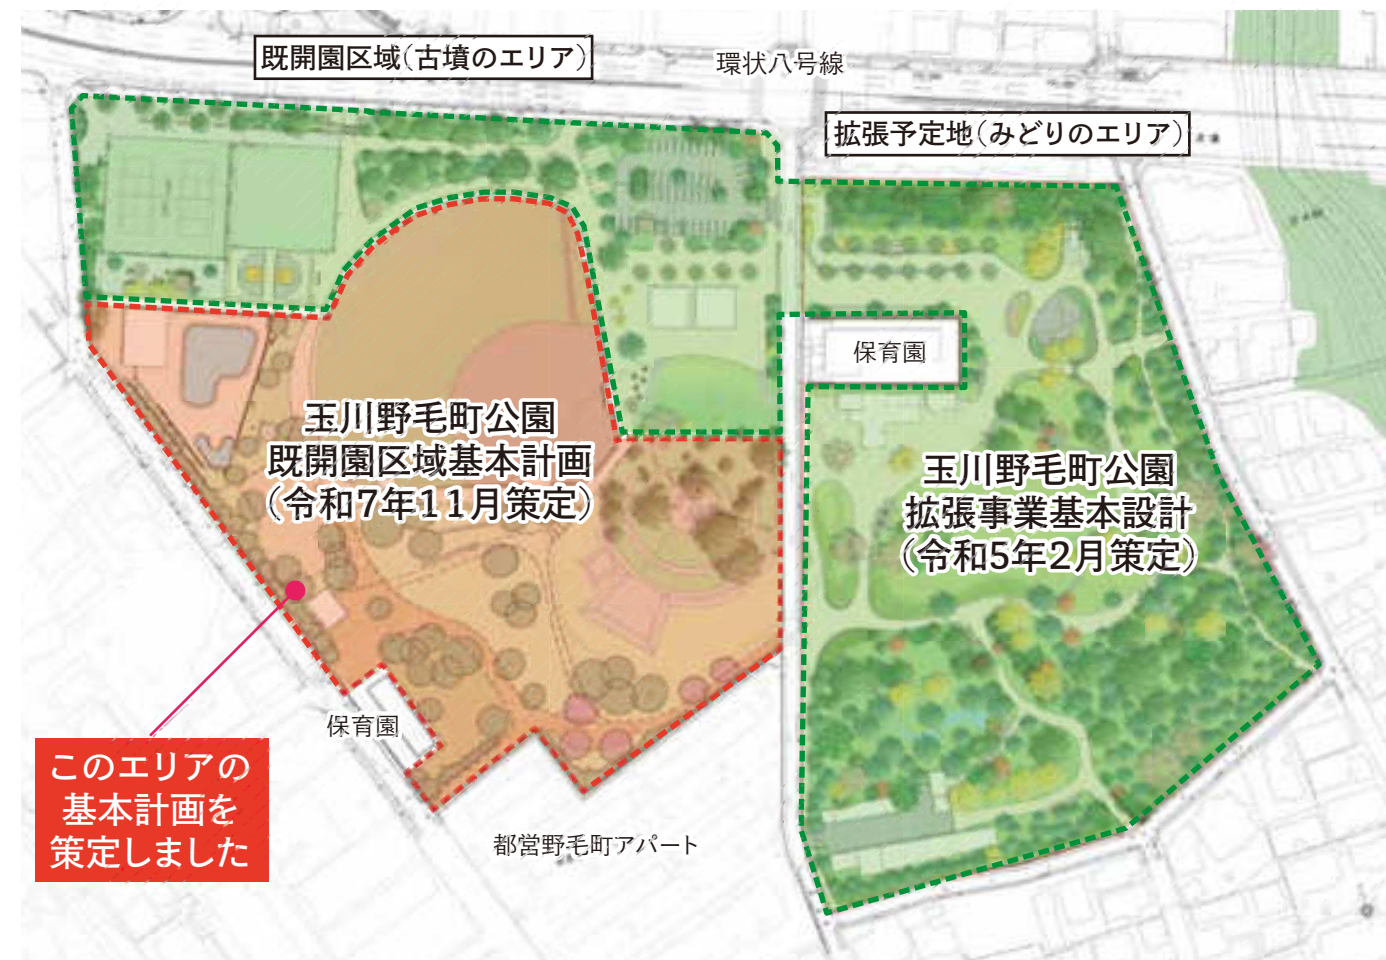 既開園区域（古墳のエリア）
環状八号線
拡張予定地（みどりのエリア）
保育園
玉川野毛町公園
既開園区域基本計画
（令和7年11月策定）
玉川野毛町公園
拡張事業基本設計
（令和5年2月策定）
保育園
このエリアの
基本計画を
策定しました
都営野毛町アパート